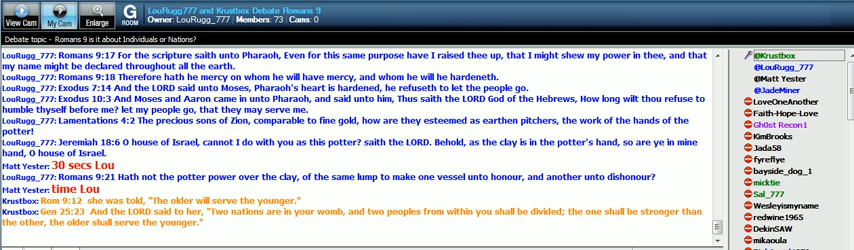 View Cam
My Cam
Enlarge
G
ROOM
LouRugg777 and Krustbox Debate Romans 9
Owner: LouRugg_777 | Members: 73 | Cams: 0
Debate topic - Romans 9 is it about Individuals or Nations?
LouRugg_777: Romans 9:17 For the scripture saith unto Pharaoh, Even for this same purpose have I raised thee up, that I might shew my power in thee, and that
my name might be declared throughout all the earth.
LouRugg_777: Romans 9:18 Therefore hath he mercy on whom he will have mercy, and whom he will he hardeneth.
LouRugg_777: Exodus 7:14 And the LORD said unto Moses, Pharaoh's heart is hardened, he refuseth to let the people go.
LouRugg_777: Exodus 10:3 And Moses and Aaron came in unto Pharaoh, and said unto him, Thus saith the LORD God of the Hebrews, How long wilt thou refuse to
humble thyself before me? let my people go, that they may serve me.
LouRugg_777: Lamentations 4:2 The precious sons of Zion, comparable to fine gold, how are they esteemed as earthen pitchers, the work of the hands of the
potter!
LouRugg_777: Jeremiah 18:6 O house of Israel, cannot I do with you as this potter? saith the LORD. Behold, as the clay is in the potter's hand, so are ye in mine
hand, O house of Israel.
Matt Yester: 30 secs Lou
LouRugg_777: Romans 9:21 Hath not the potter power over the clay, of the same lump to make one vessel unto honour, and another unto dishonour?
Matt Yester: time Lou
Krustbox: Rom 9:12 she was told, "The older will serve the younger."
Krustbox: Gen 25:23 And the LORD said to her, "Two nations are in your womb, and two peoples from within you shall be divided; the one shall be stronger than
the other, the older shall serve the younger."
@Krustbox
@LouRugg_777
@Matt Yester
@JadeMiner
LoveOneAnother
Faith-Hope-Love
Gh0st Recon1
KimBrooks
Jada58
fyreflye
bayside_dog_1
micktie
Sal_777
Wesleyismyname
redwine1965
DekinSAW
mikaoula